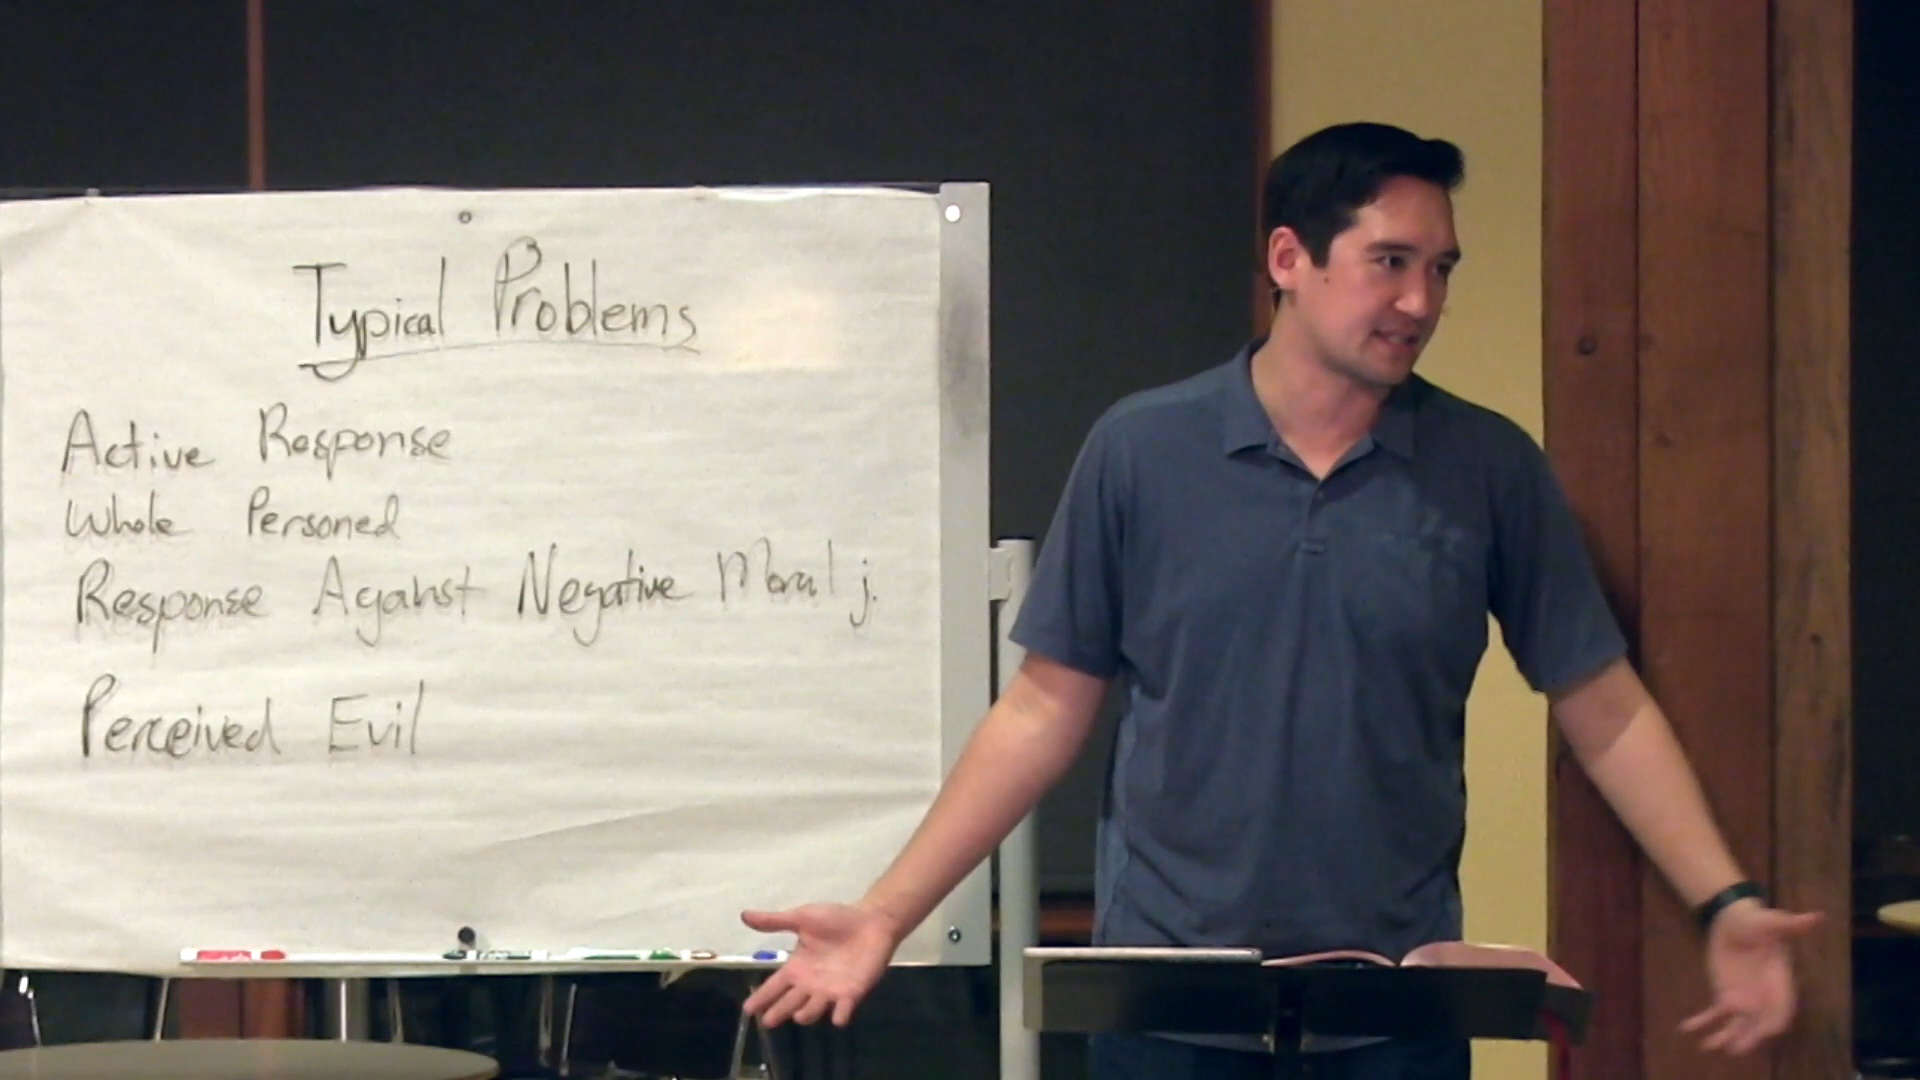 Typical Problems
Active Response
Whole Personed
Response Against Negative Moral j.
Perceived Evil